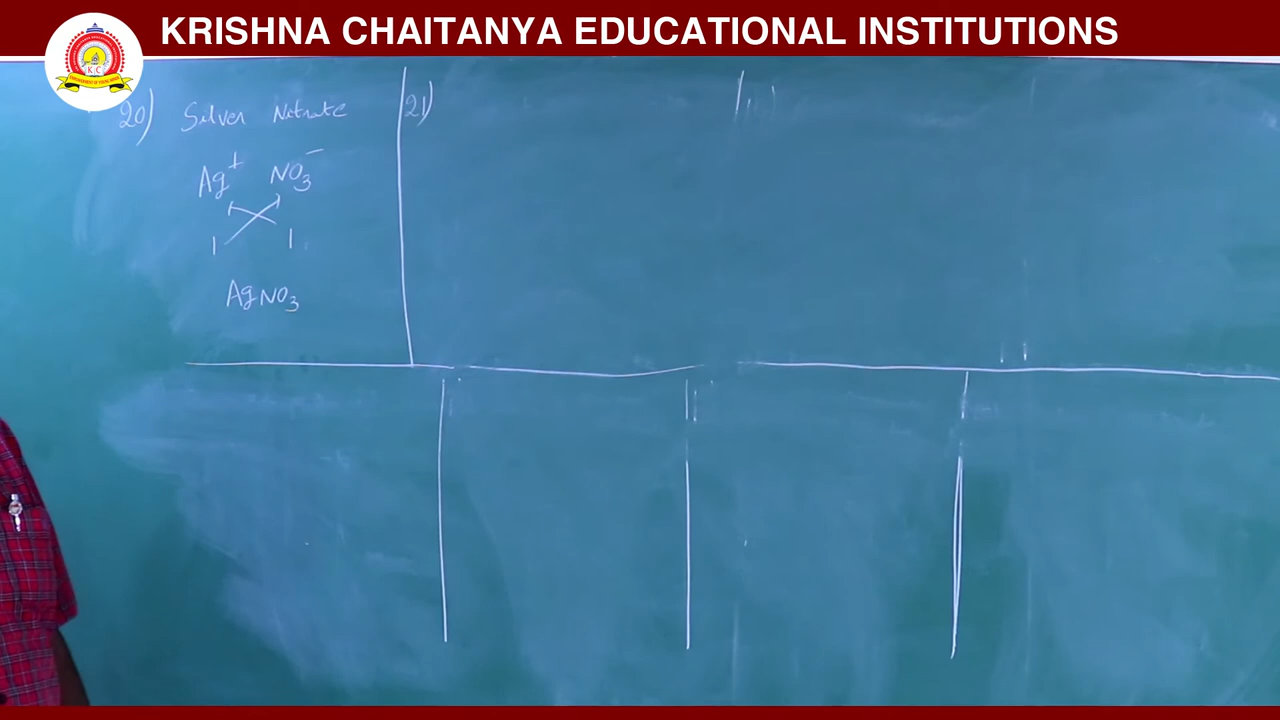 KRISHNA CHAITANYA EDUCATIONAL INSTITUTIONS
K C
20) Silver Nitrate
Ag⁺ NO₃⁻
1 1
AgNO₃
21)